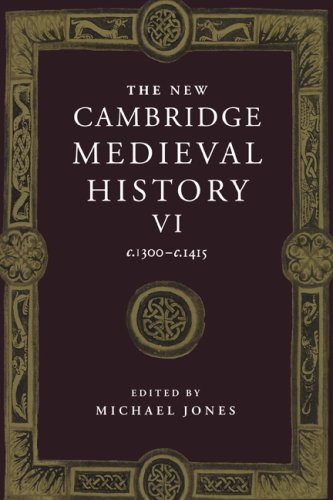 THE NEW
CAMBRIDGE
MEDIEVAL
HISTORY
VI
c.1300–c.1415
EDITED BY
MICHAEL JONES